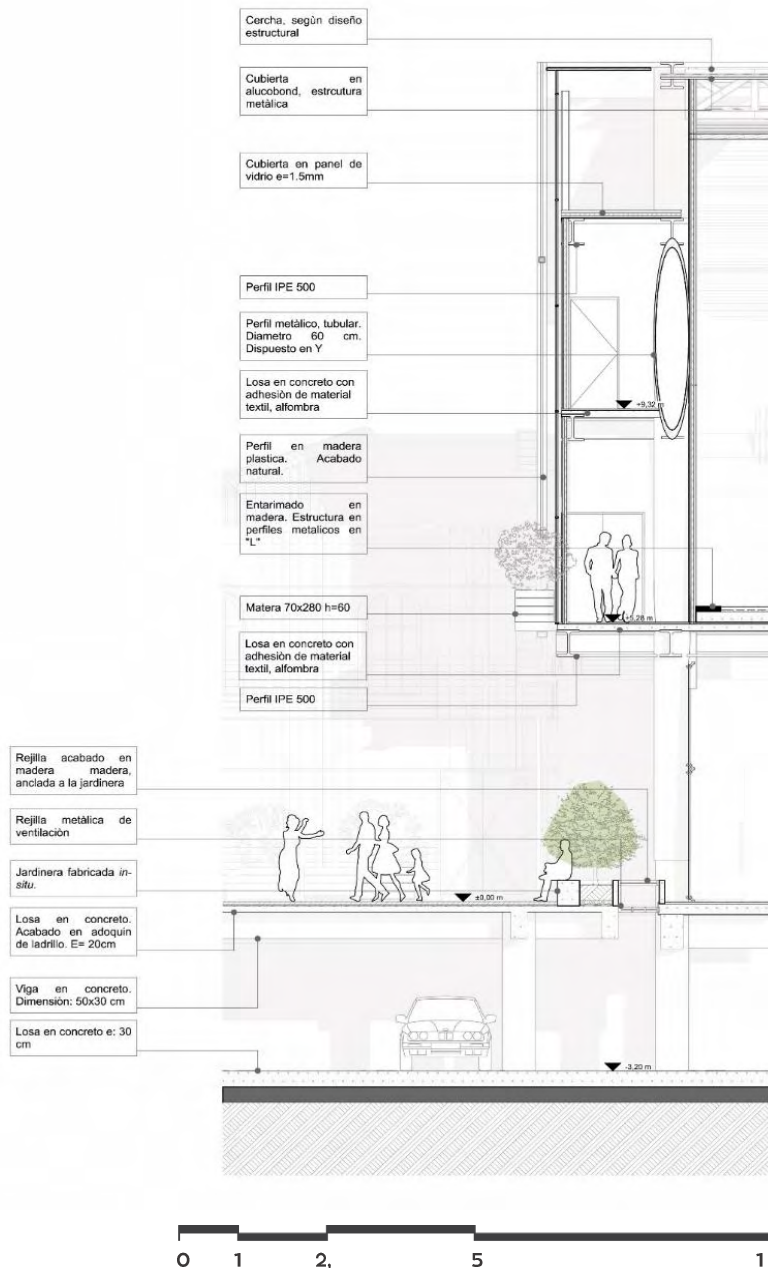 Cercha, según diseño
estructural
Cubierta en
alucobond, estrcutura
metàlica
Cubierta en panel de
vidrio e=1.5mm
Perfil IPE 500
Perfil metàlico, tubular.
Diametro 60 cm.
Dispuesto en Y
Losa en concreto con
adhesiòn de material
textil, alfombra
+9,32 m
Perfil en madera
plastica. Acabado
natural.
Entarimado en
madera. Estructura en
perfiles metalicos en
"L"
Matera 70x280 h=60
+5,28 m
Losa en concreto con
adhesiòn de material
textil, alfombra
Perfil IPE 500
Rejilla acabado en
madera madera,
anclada a la jardinera
Rejilla metàlica de
ventilaciòn
Jardinera fabricada in-
situ.
±0,00 m
Losa en concreto.
Acabado en adoquin
de ladrillo. E= 20cm
Viga en concreto.
Dimensiòn: 50x30 cm
Losa en concreto e: 30
cm
-3,20 m
0 1 2, 5 1